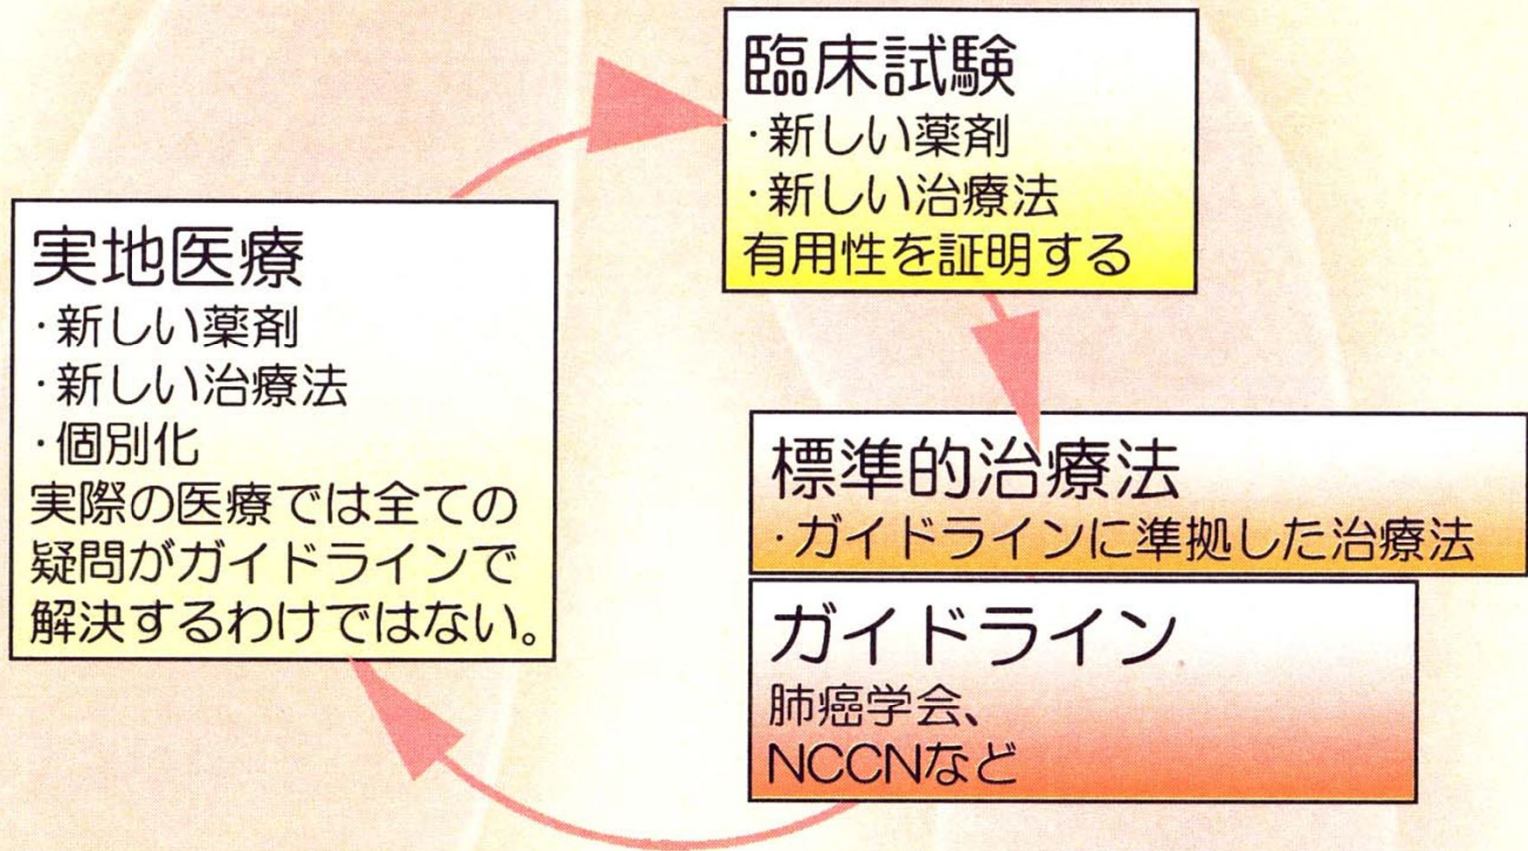 臨床試験
・新しい薬剤
・新しい治療法
有用性を証明する
実地医療
・新しい薬剤
・新しい治療法
・個別化
実際の医療では全ての
疑問がガイドラインで
解決するわけではない。
標準的治療法
・ガイドラインに準拠した治療法
ガイドライン
肺癌学会、
NCCNなど